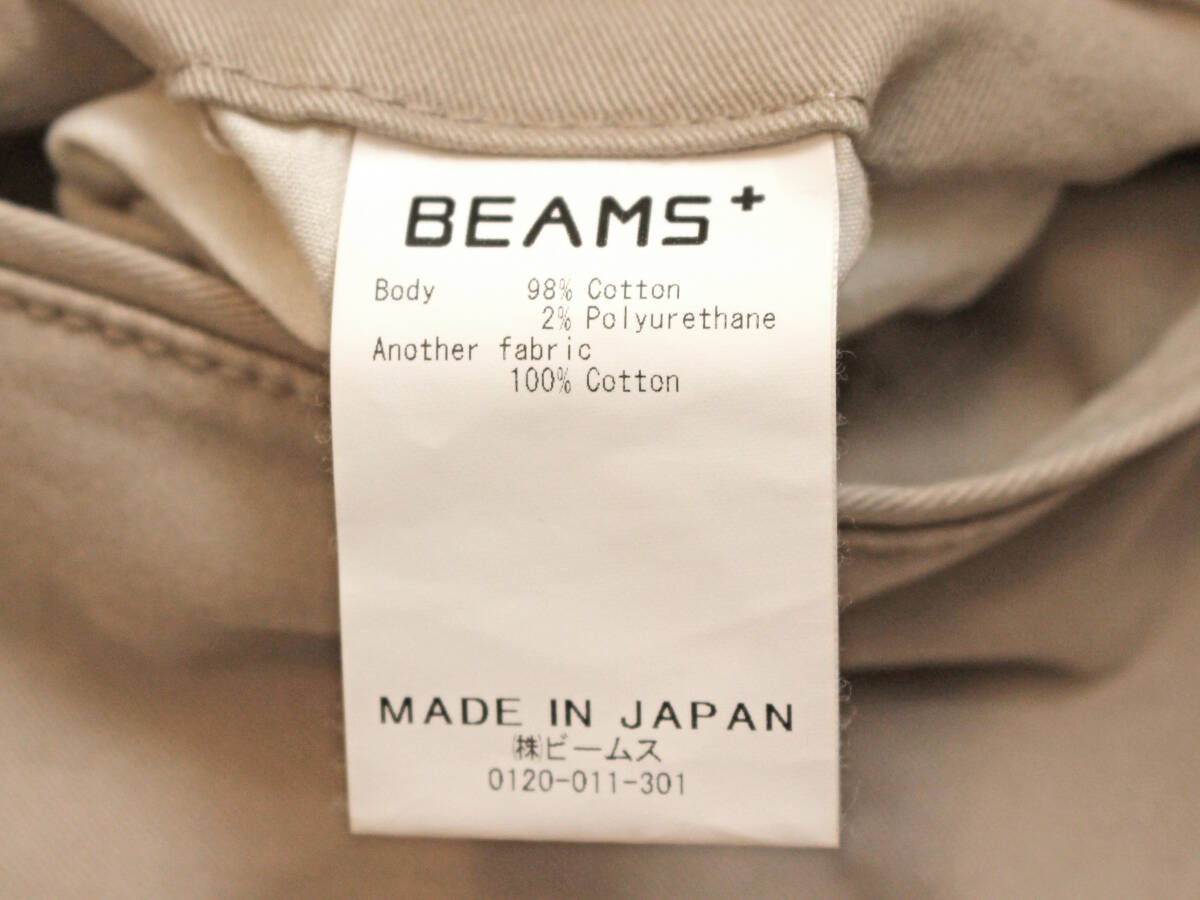 BEAMS+
Body 98% Cotton
2% Polyurethane
Another fabric
100% Cotton
MADE IN JAPAN
㈱ビームス
0120-011-301